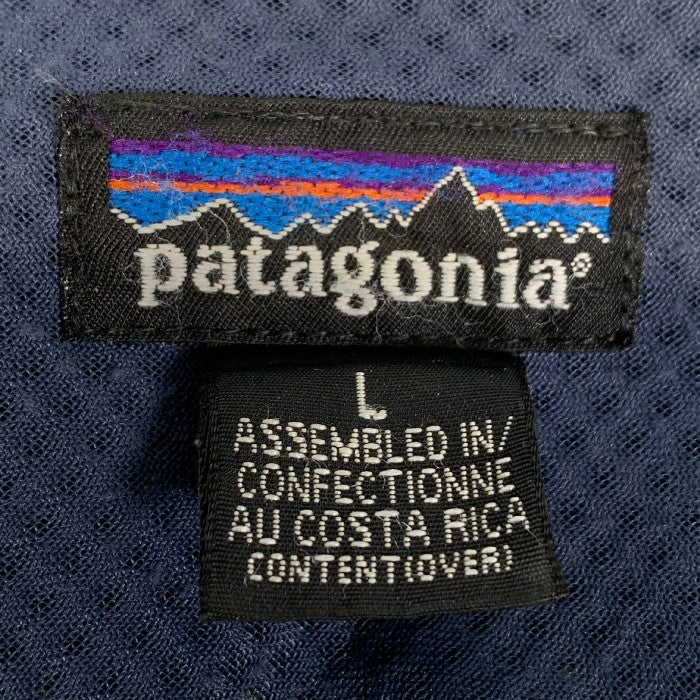 patagonia®
L
ASSEMBLED IN/
CONFECTIONNE
AU COSTA RICA
CONTENT(OVER)